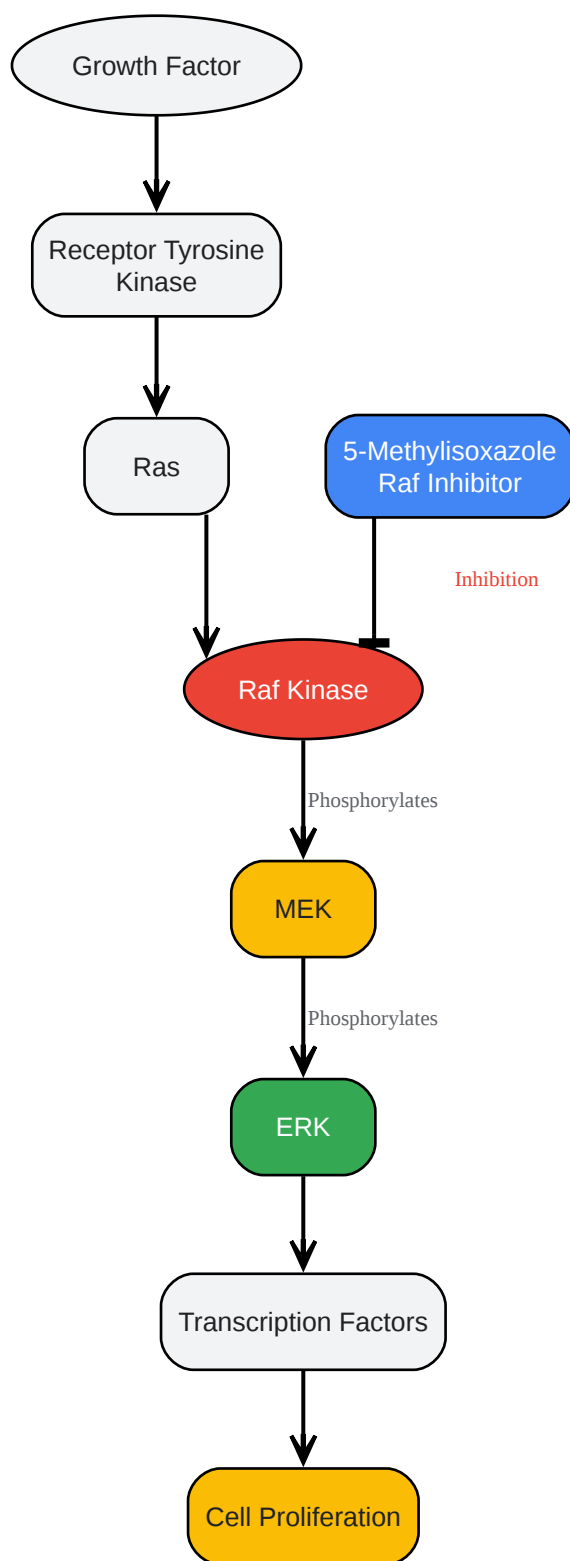 Growth Factor
Receptor Tyrosine
Kinase
Ras
5-Methylisoxazole
Raf Inhibitor
Inhibition
Raf Kinase
Phosphorylates
MEK
Phosphorylates
ERK
Transcription Factors
Cell Proliferation